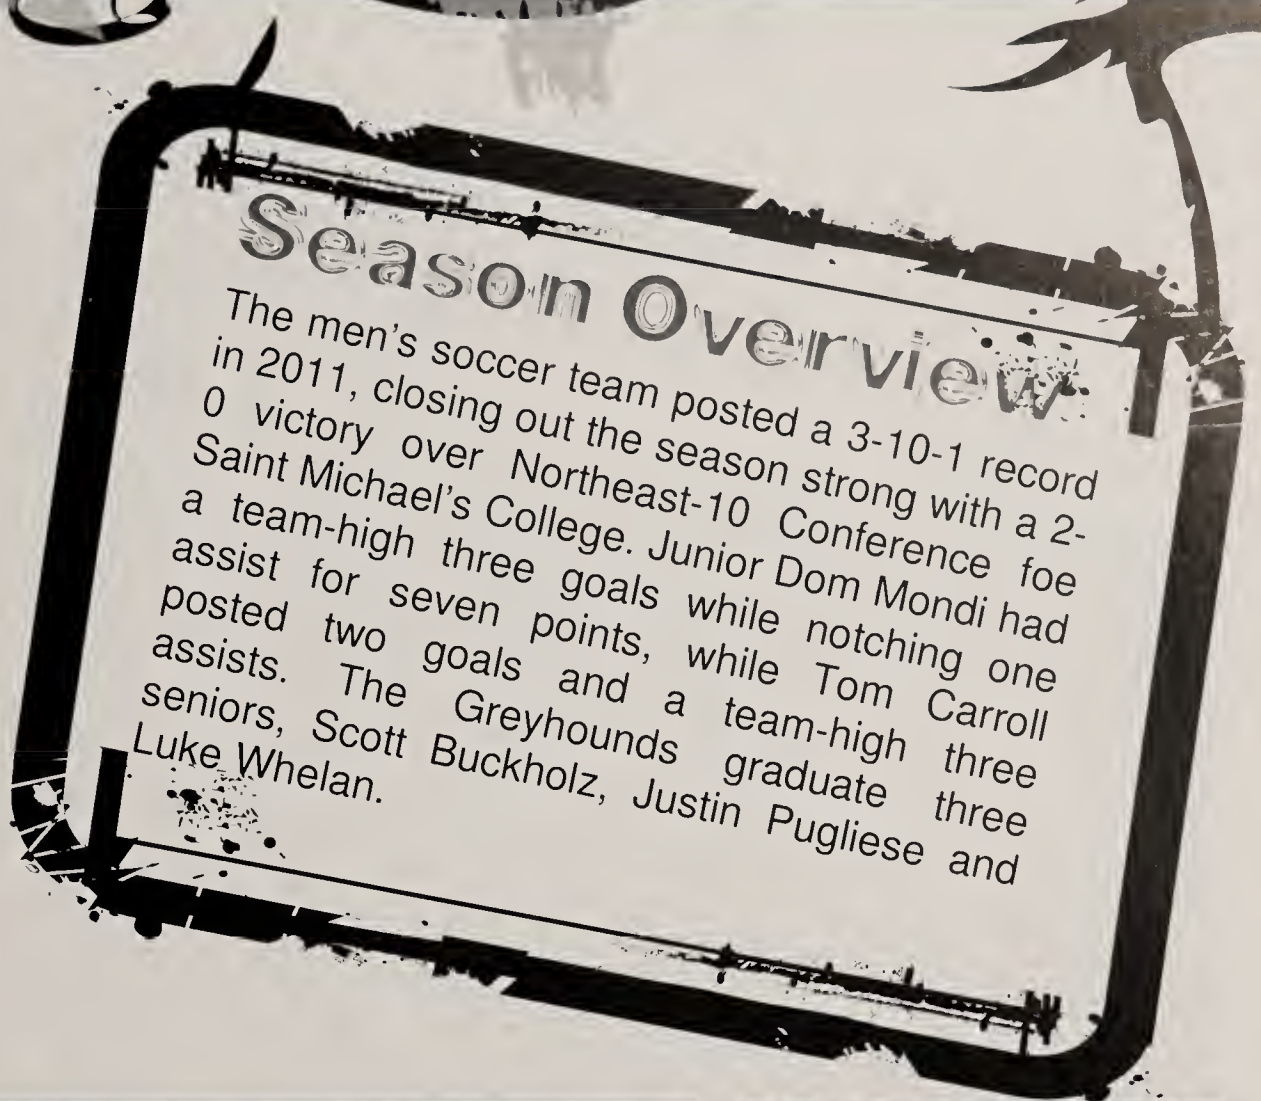 Season Overview
The men's soccer team posted a 3-10-1 record
in 2011, closing out the season strong with a 2-
0 victory over Northeast-10 Conference foe
Saint Michael's College. Junior Dom Mondi had
a team-high three goals while notching one
assist for seven points, while Tom Carroll
posted two goals and a team-high three
assists. The Greyhounds graduate three
seniors, Scott Buckholz, Justin Pugliese and
Luke Whelan.